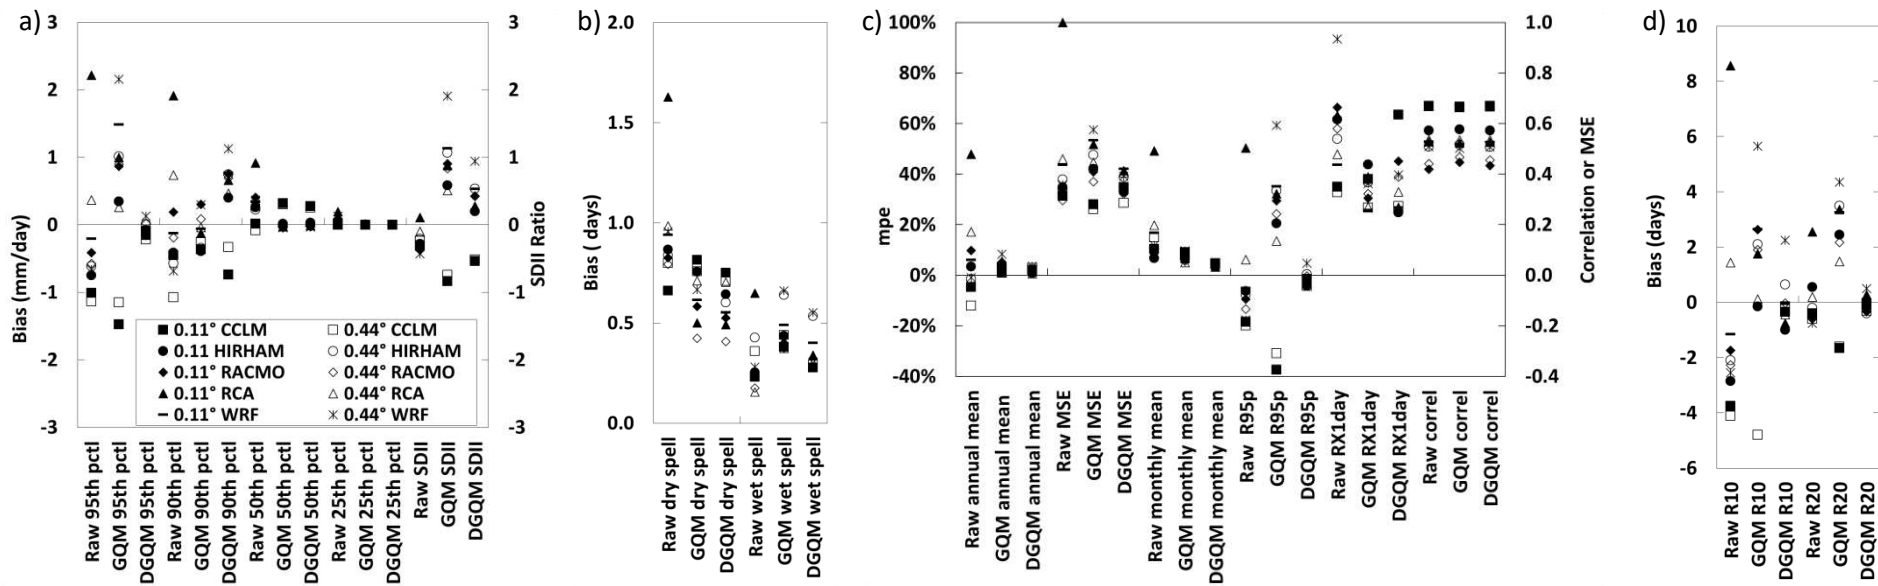 a)
3
2
1
0
-1
-2
-3
Bias (mm/day)
3
2
1
0
-1
-2
-3
SDII Ratio
0.11° CCLM
0.44° CCLM
0.11 HIRHAM
0.44° HIRHAM
0.11° RACMO
0.44° RACMO
0.11° RCA
0.44° RCA
0.11° WRF
0.44° WRF
Raw 95th pctl
GQM 95th pctl
DGQM 95th pctl
Raw 90th pctl
GQM 90th pctl
DGQM 90th pctl
Raw 50th pctl
GQM 50th pctl
DGQM 50th pctl
Raw 25th pctl
GQM 25th pctl
DGQM 25th pctl
Raw SDII
GQM SDII
DGQM SDII
b)
2.0
1.5
1.0
0.5
0.0
Bias ( days)
Raw dry spell
GQM dry spell
DGQM dry spell
Raw wet spell
GQM wet spell
DGQM wet spell
c)
100%
80%
60%
40%
20%
0%
-20%
-40%
mpe
1.0
0.8
0.6
0.4
0.2
0.0
-0.2
-0.4
Correlation or MSE
Raw annual mean
GQM annual mean
DGQM annual mean
Raw MSE
GQM MSE
DGQM MSE
Raw monthly mean
GQM monthly mean
DGQM monthly mean
Raw R95p
GQM R95p
DGQM R95p
Raw RX1day
GQM RX1day
DGQM RX1day
Raw correl
GQM correl
DGQM correl
d)
10
8
6
4
2
0
-2
-4
-6
Bias (days)
Raw R10
GQM R10
DGQM R10
Raw R20
GQM R20
DGQM R20